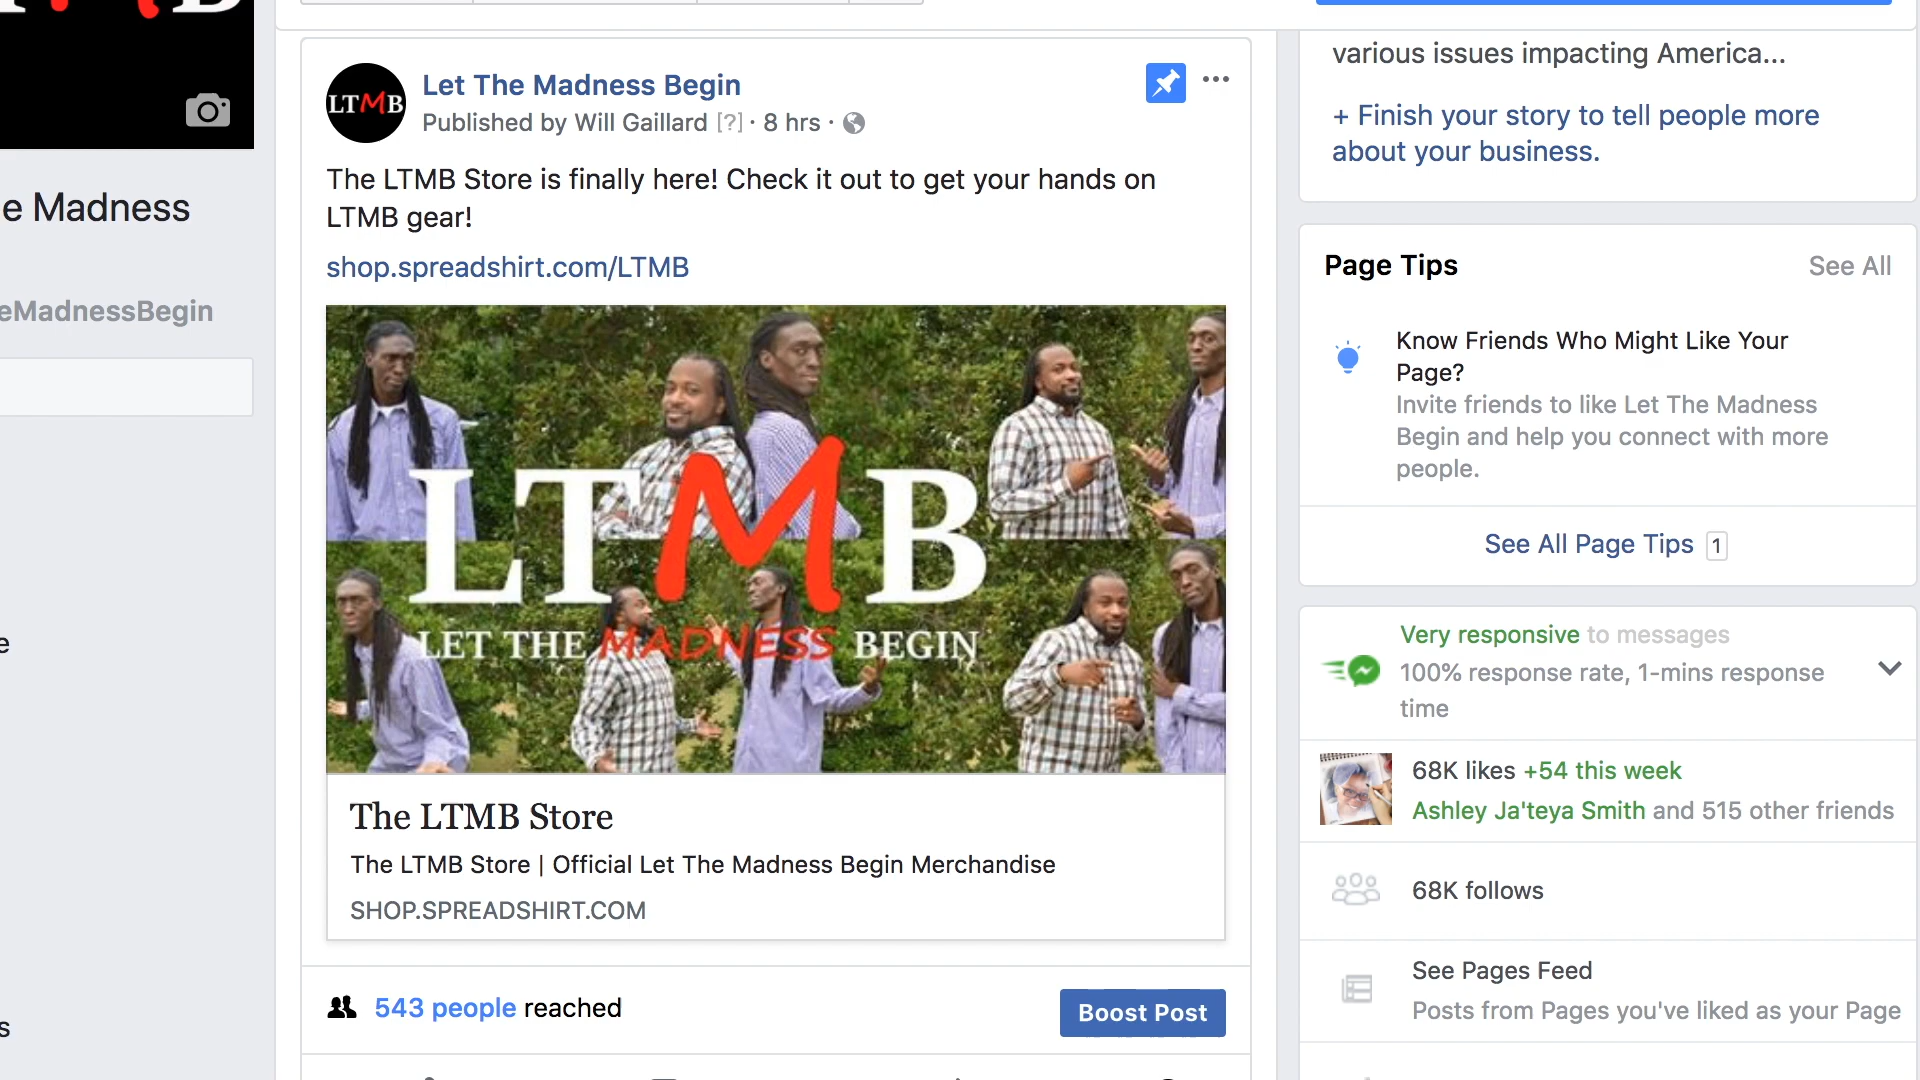 LTMB
Let The Madness Begin
Published by Will Gaillard [?] · 8 hrs ·
The LTMB Store is finally here! Check it out to get your hands on
LTMB gear!
shop.spreadshirt.com/LTMB
LTMB
LET THE MADNESS BEGIN
The LTMB Store
The LTMB Store | Official Let The Madness Begin Merchandise
SHOP.SPREADSHIRT.COM
543 people reached
Boost Post
e Madness
eMadnessBegin
e
s
various issues impacting America...
+ Finish your story to tell people more
about your business.
Page Tips
See All
Know Friends Who Might Like Your
Page?
Invite friends to like Let The Madness
Begin and help you connect with more
people.
See All Page Tips 1
Very responsive to messages
100% response rate, 1-mins response
time
68K likes +54 this week
Ashley Ja'teya Smith and 515 other friends
68K follows
See Pages Feed
Posts from Pages you've liked as your Page